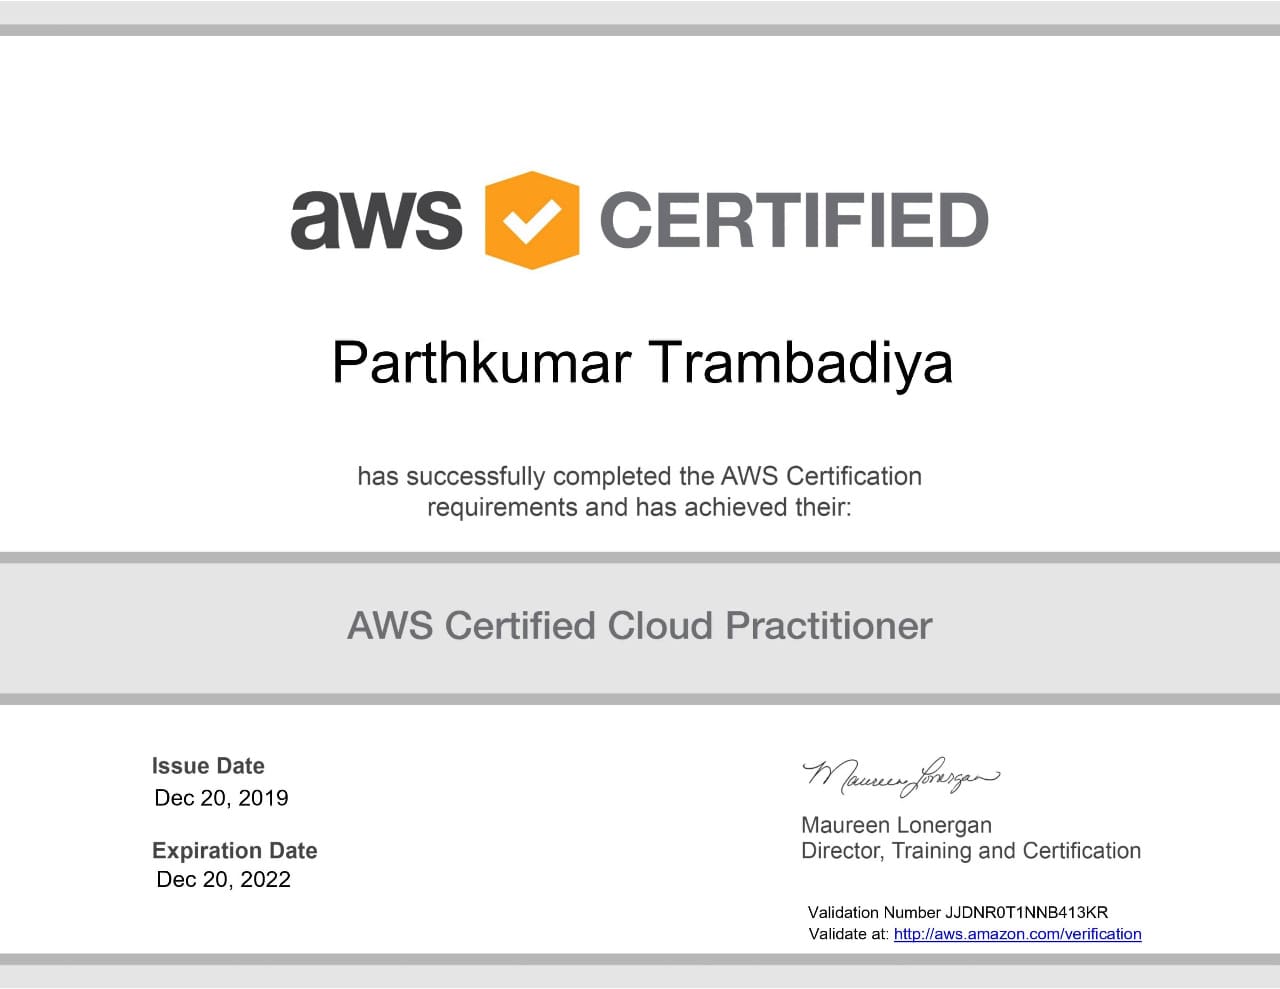 aws CERTIFIED
Parthkumar Trambadiya
has successfully completed the AWS Certification
requirements and has achieved their:
AWS Certified Cloud Practitioner
Issue Date
Dec 20, 2019
Expiration Date
Dec 20, 2022
Maureen Lonergan
Maureen Lonergan
Director, Training and Certification
Validation Number JJDNR0T1NNB413KR
Validate at: http://aws.amazon.com/verification